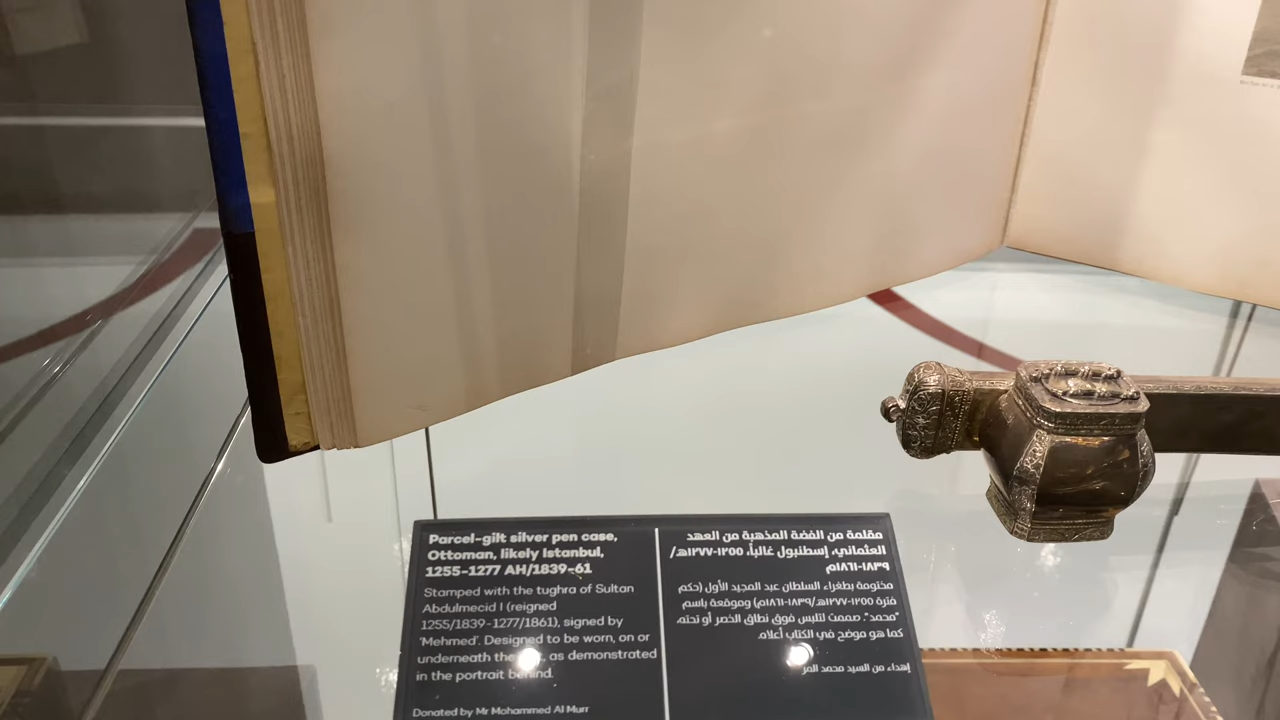 Parcel-gilt silver pen case,
Ottoman, likely Istanbul,
1255-1277 AH/1839-61
Stamped with the tughra of Sultan
Abdulmecid I (reigned
1255/1839-1277/1861), signed by
'Mehmed'. Designed to be worn, on or
underneath the , as demonstrated
in the portrait behind.
Donated by Mr Mohammed Al Murr
مقلمة من الفضة المذهبة من العهد
العثماني، إسطنبول غالباً، ١٢٥٥-١٢٧٧هـ/
١٨٣٩-١٨٦١م
مختومة بطغراء السلطان عبد المجيد الأول (حكم
فترة ١٢٥٥-١٢٧٧هـ/١٨٣٩-١٨٦١م) وموقعة باسم
"محمد". صممت لتلبس فوق نطاق الخصر أو تحته،
كما هو موضح في الكتاب أعلاه.
إهداء من السيد محمد المر